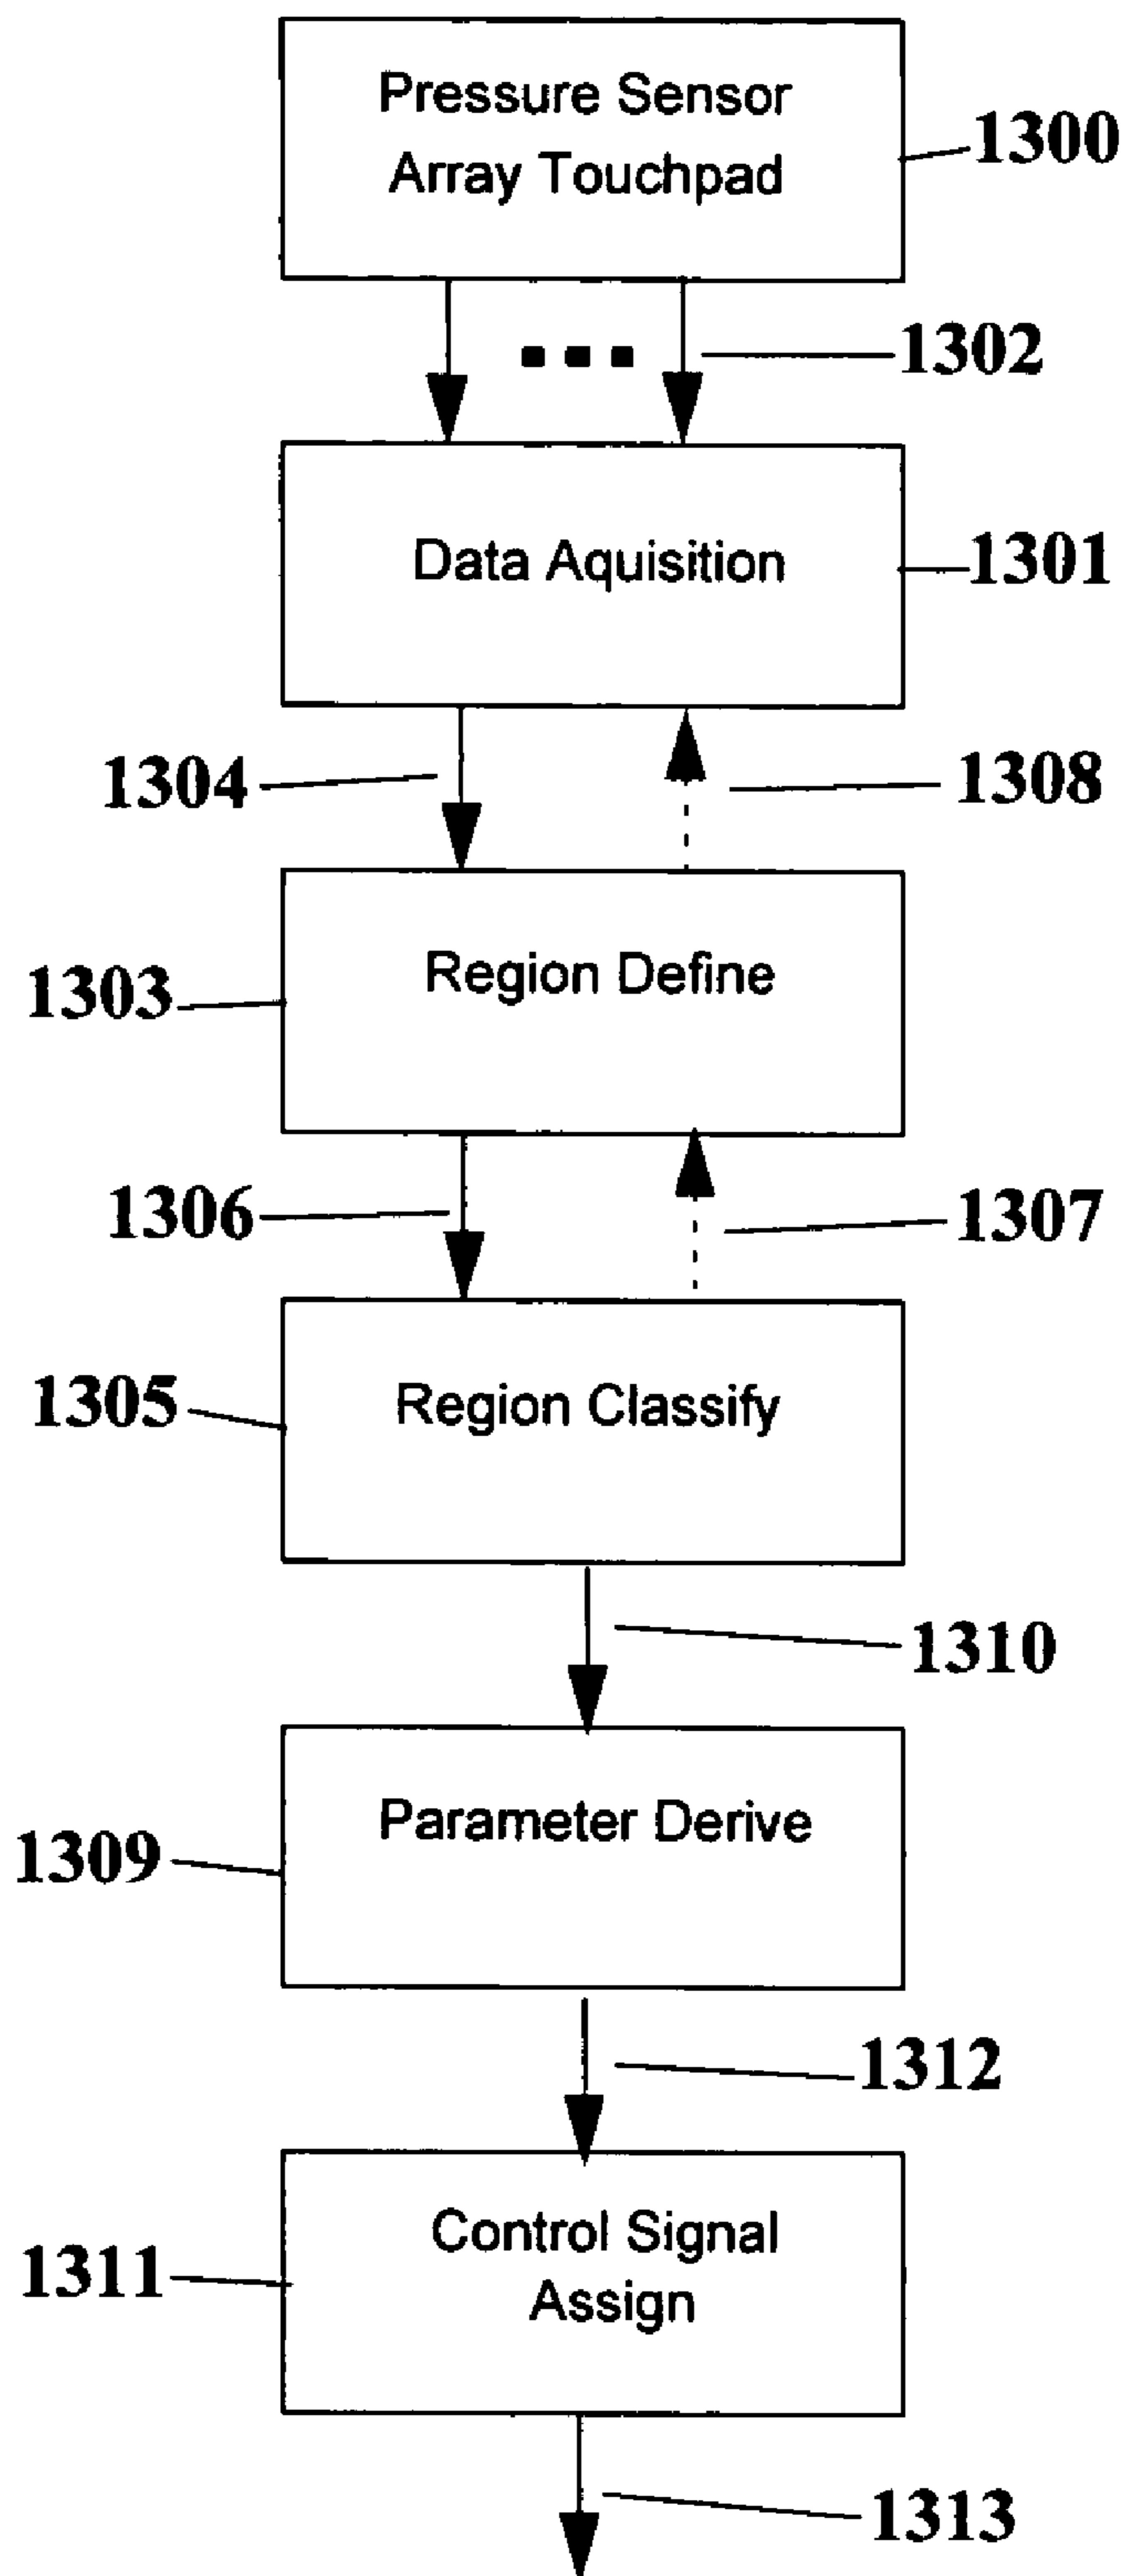 Pressure Sensor
Array Touchpad
1300
1302
Data Aquisition
1301
1304
1308
Region Define
1303
1306
1307
Region Classify
1305
1310
Parameter Derive
1309
1312
Control Signal
Assign
1311
1313